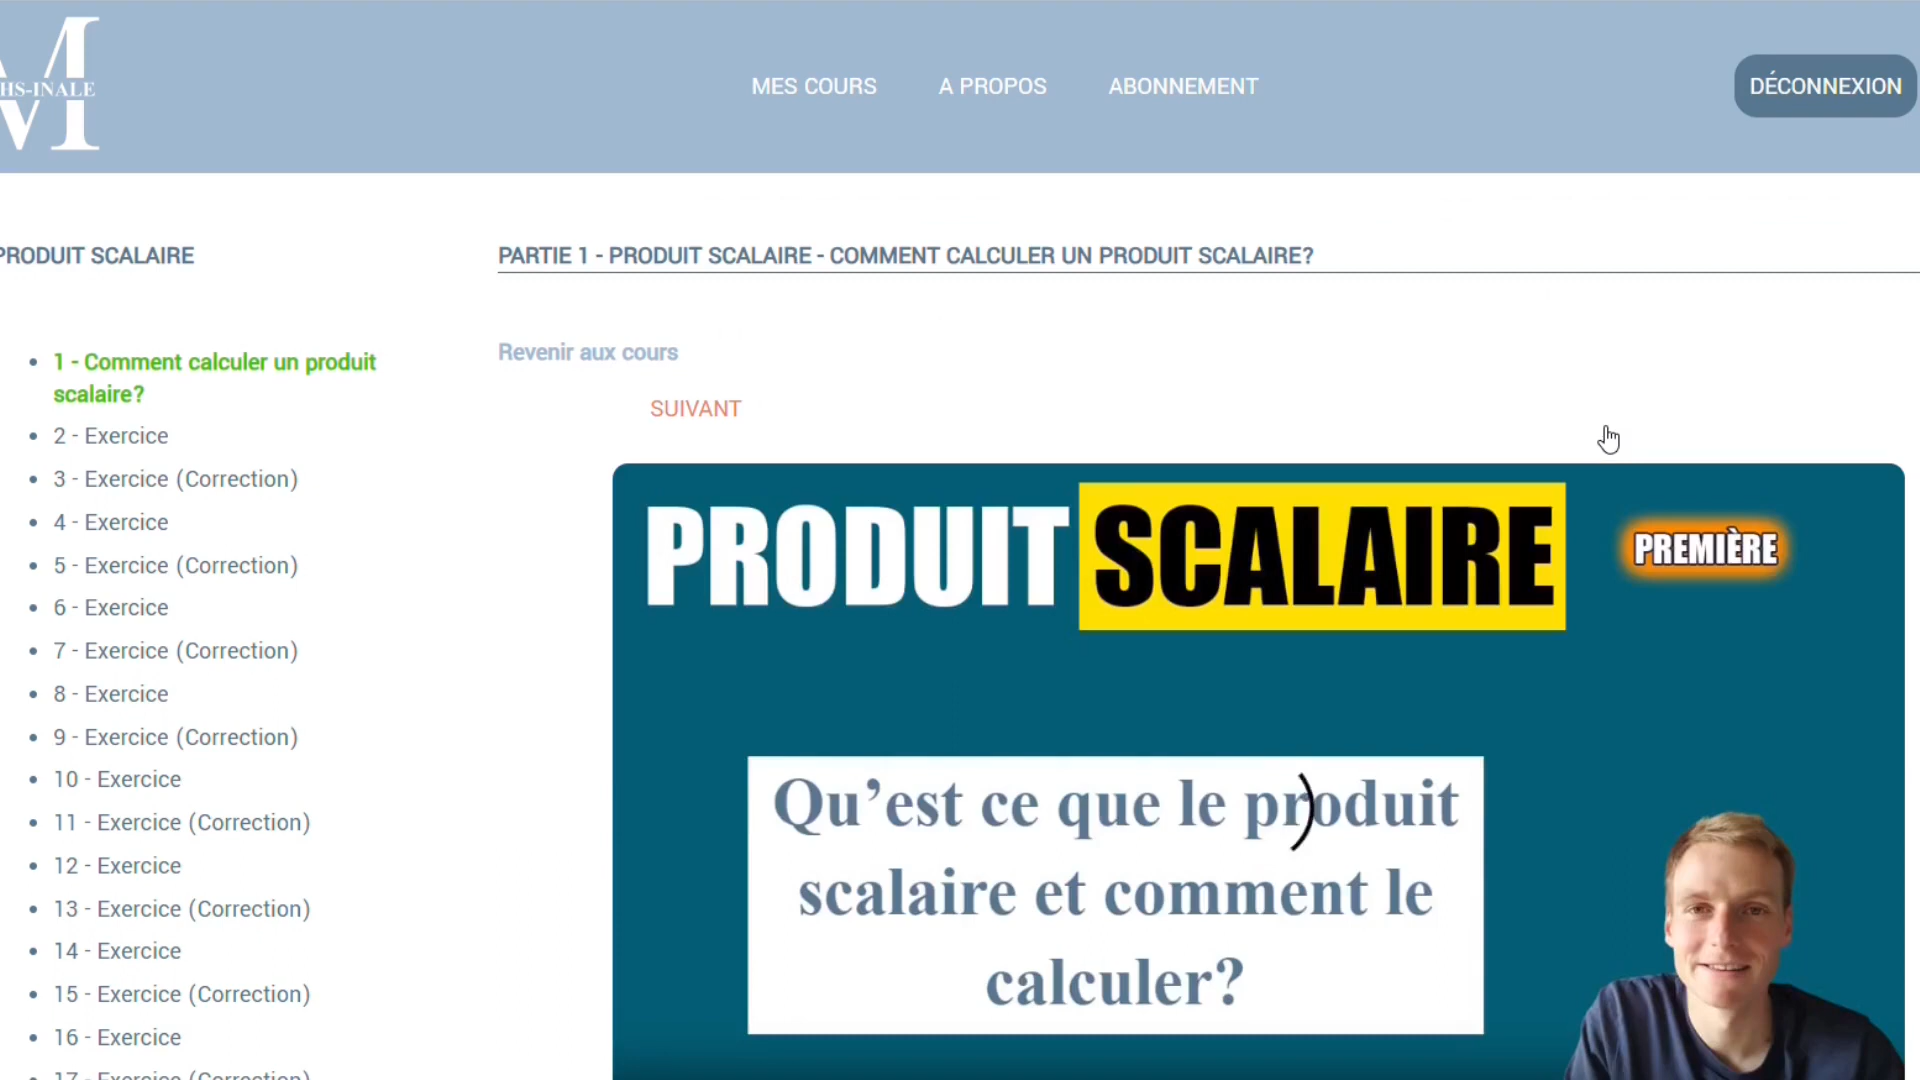 M
HS-INALE
MES COURS
A PROPOS
ABONNEMENT
DÉCONNEXION
PRODUIT SCALAIRE
PARTIE 1 - PRODUIT SCALAIRE - COMMENT CALCULER UN PRODUIT SCALAIRE?
1 - Comment calculer un produit
scalaire?
2 - Exercice
3 - Exercice (Correction)
4 - Exercice
5 - Exercice (Correction)
6 - Exercice
7 - Exercice (Correction)
8 - Exercice
9 - Exercice (Correction)
10 - Exercice
11 - Exercice (Correction)
12 - Exercice
13 - Exercice (Correction)
14 - Exercice
15 - Exercice (Correction)
16 - Exercice
17 - Exercice (Correction)
Revenir aux cours
SUIVANT
PRODUIT SCALAIRE
PREMIÈRE
Qu’est ce que le produit
scalaire et comment le
calculer?